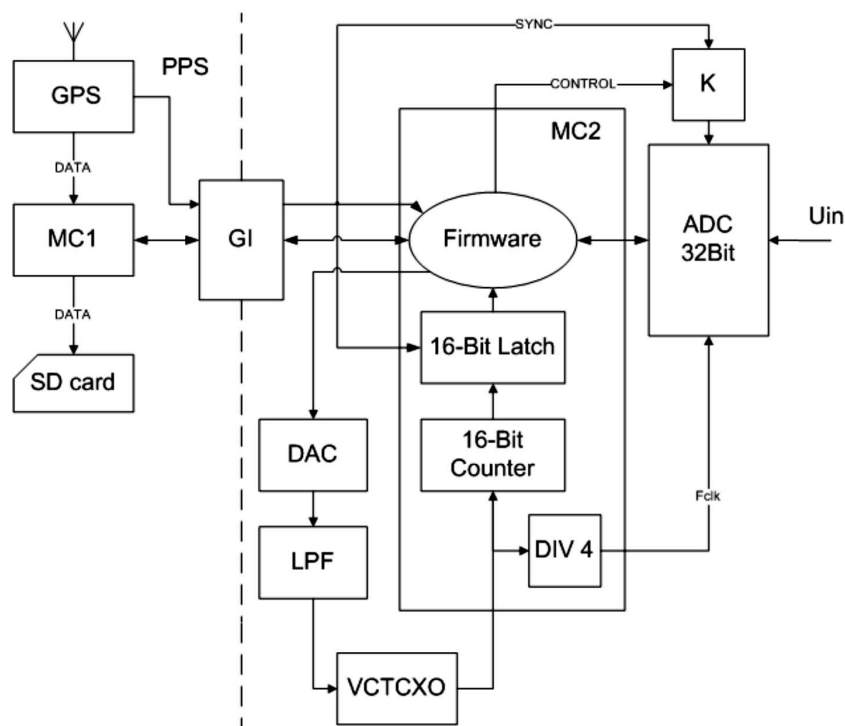 SYNC
PPS
GPS
K
CONTROL
MC2
DATA
MC1
GI
Firmware
ADC
32Bit
Uin
DATA
16-Bit Latch
SD card
DAC
16-Bit
Counter
Fclk
LPF
DIV 4
VCTCXO